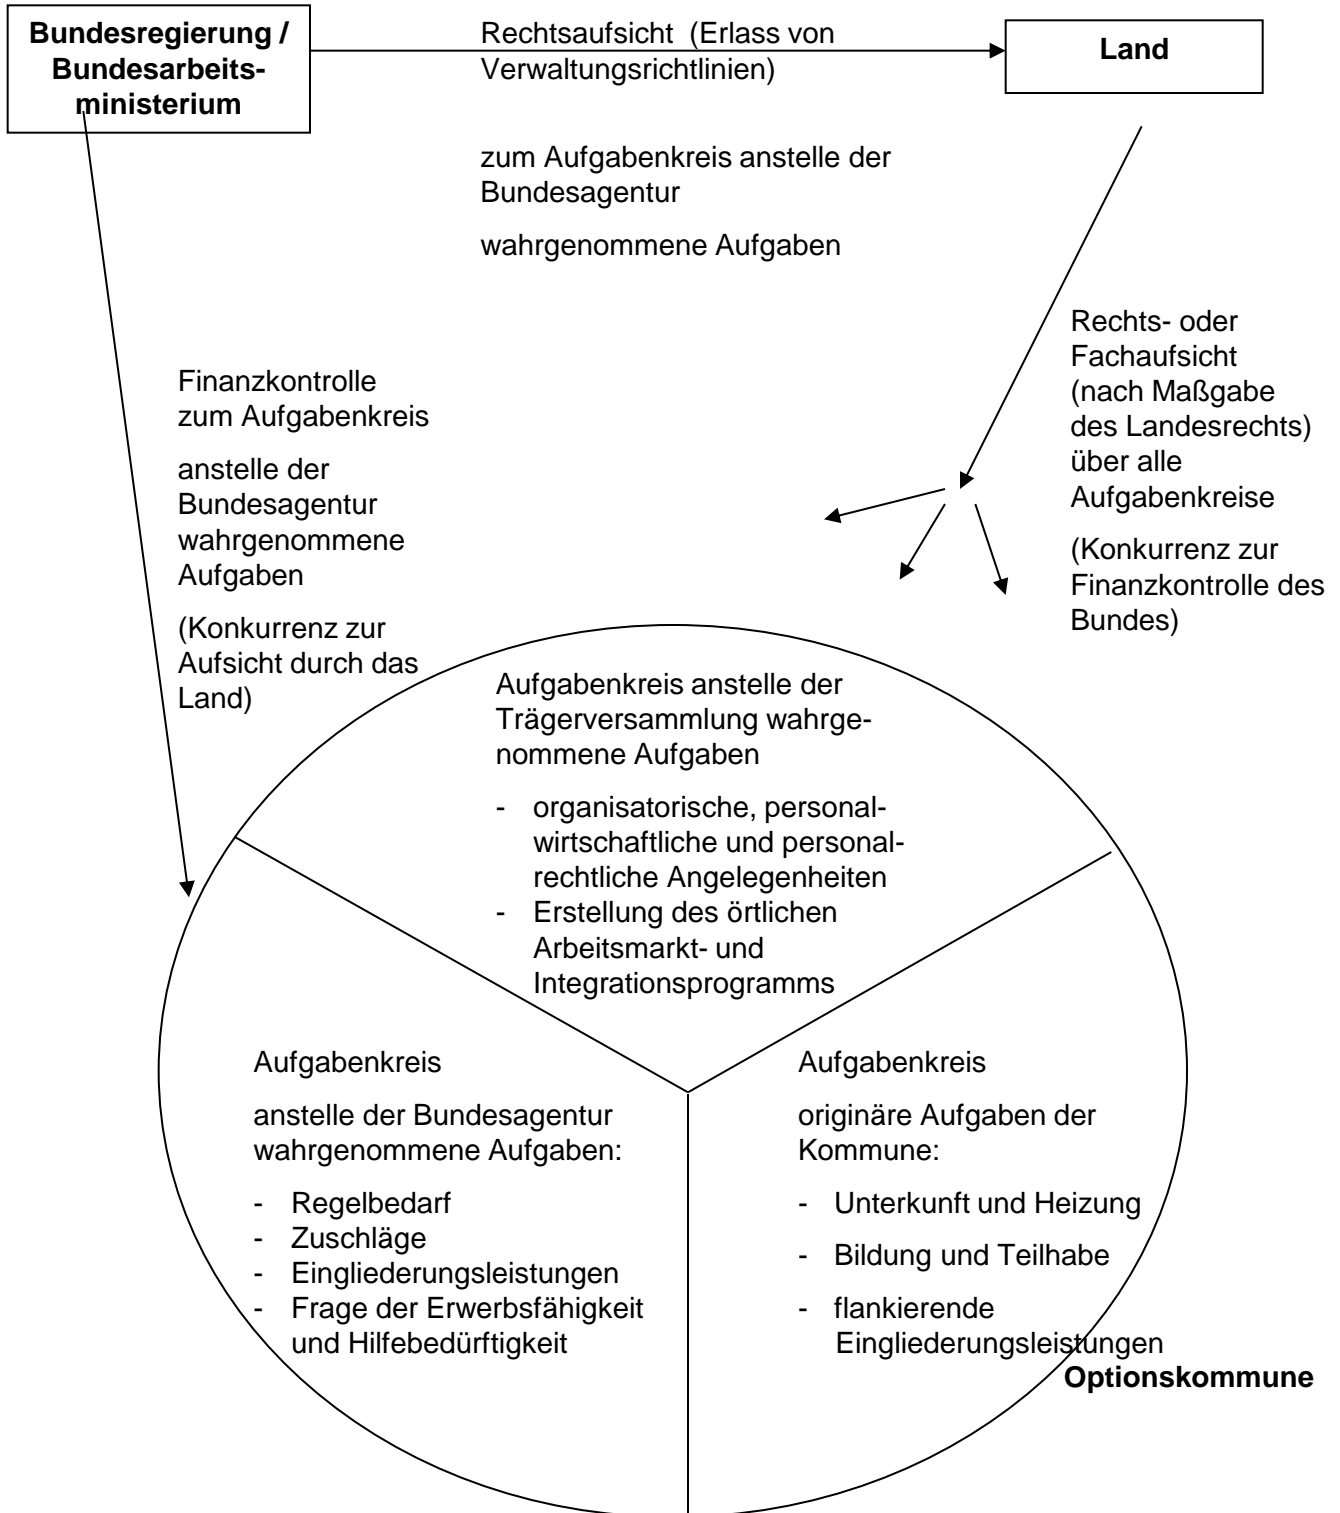 Bundesregierung /
Bundesarbeits-
ministerium
Rechtsaufsicht (Erlass von
Verwaltungsrichtlinien)
zum Aufgabenkreis anstelle der
Bundesagentur
wahrgenommene Aufgaben
Land
Rechts- oder
Fachaufsicht
(nach Maßgabe
des Landesrechts)
über alle
Aufgabenkreise
(Konkurrenz zur
Finanzkontrolle des
Bundes)
Finanzkontrolle
zum Aufgabenkreis
anstelle der
Bundesagentur
wahrgenommene
Aufgaben
(Konkurrenz zur
Aufsicht durch das
Land)
Aufgabenkreis anstelle der
Trägerversammlung wahrge-
nommene Aufgaben
- organisatorische, personal-
wirtschaftliche und personal-
rechtliche Angelegenheiten
- Erstellung des örtlichen
Arbeitsmarkt- und
Integrationsprogramms
Aufgabenkreis
anstelle der Bundesagentur
wahrgenommene Aufgaben:
- Regelbedarf
- Zuschläge
- Eingliederungsleistungen
- Frage der Erwerbsfähigkeit
und Hilfebedürftigkeit
Aufgabenkreis
originäre Aufgaben der
Kommune:
- Unterkunft und Heizung
- Bildung und Teilhabe
- flankierende
Eingliederungsleistungen
Optionskommune